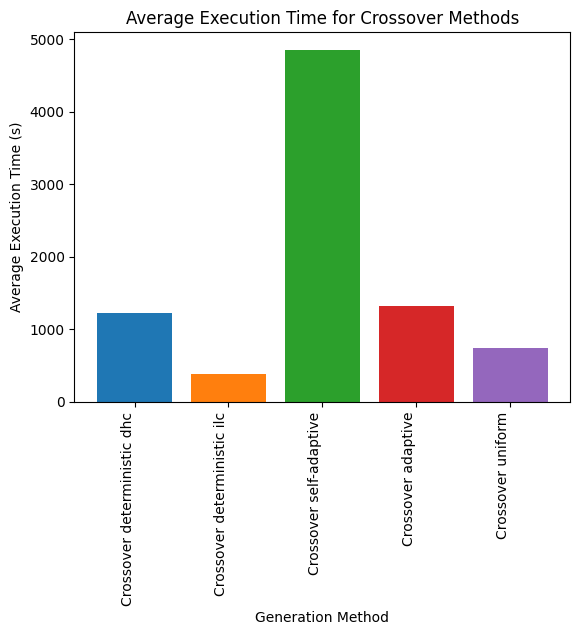 Average Execution Time for Crossover Methods
Average Execution Time (s)
5000
4000
3000
2000
1000
0
Crossover deterministic dhc
Crossover deterministic ilc
Crossover self-adaptive
Crossover adaptive
Crossover uniform
Generation Method